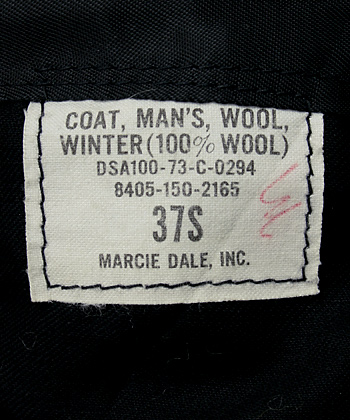 COAT, MAN'S, WOOL,
WINTER (100% WOOL)
DSA100-73-C-0294
8405-150-2165
37S
MARCIE DALE, INC.